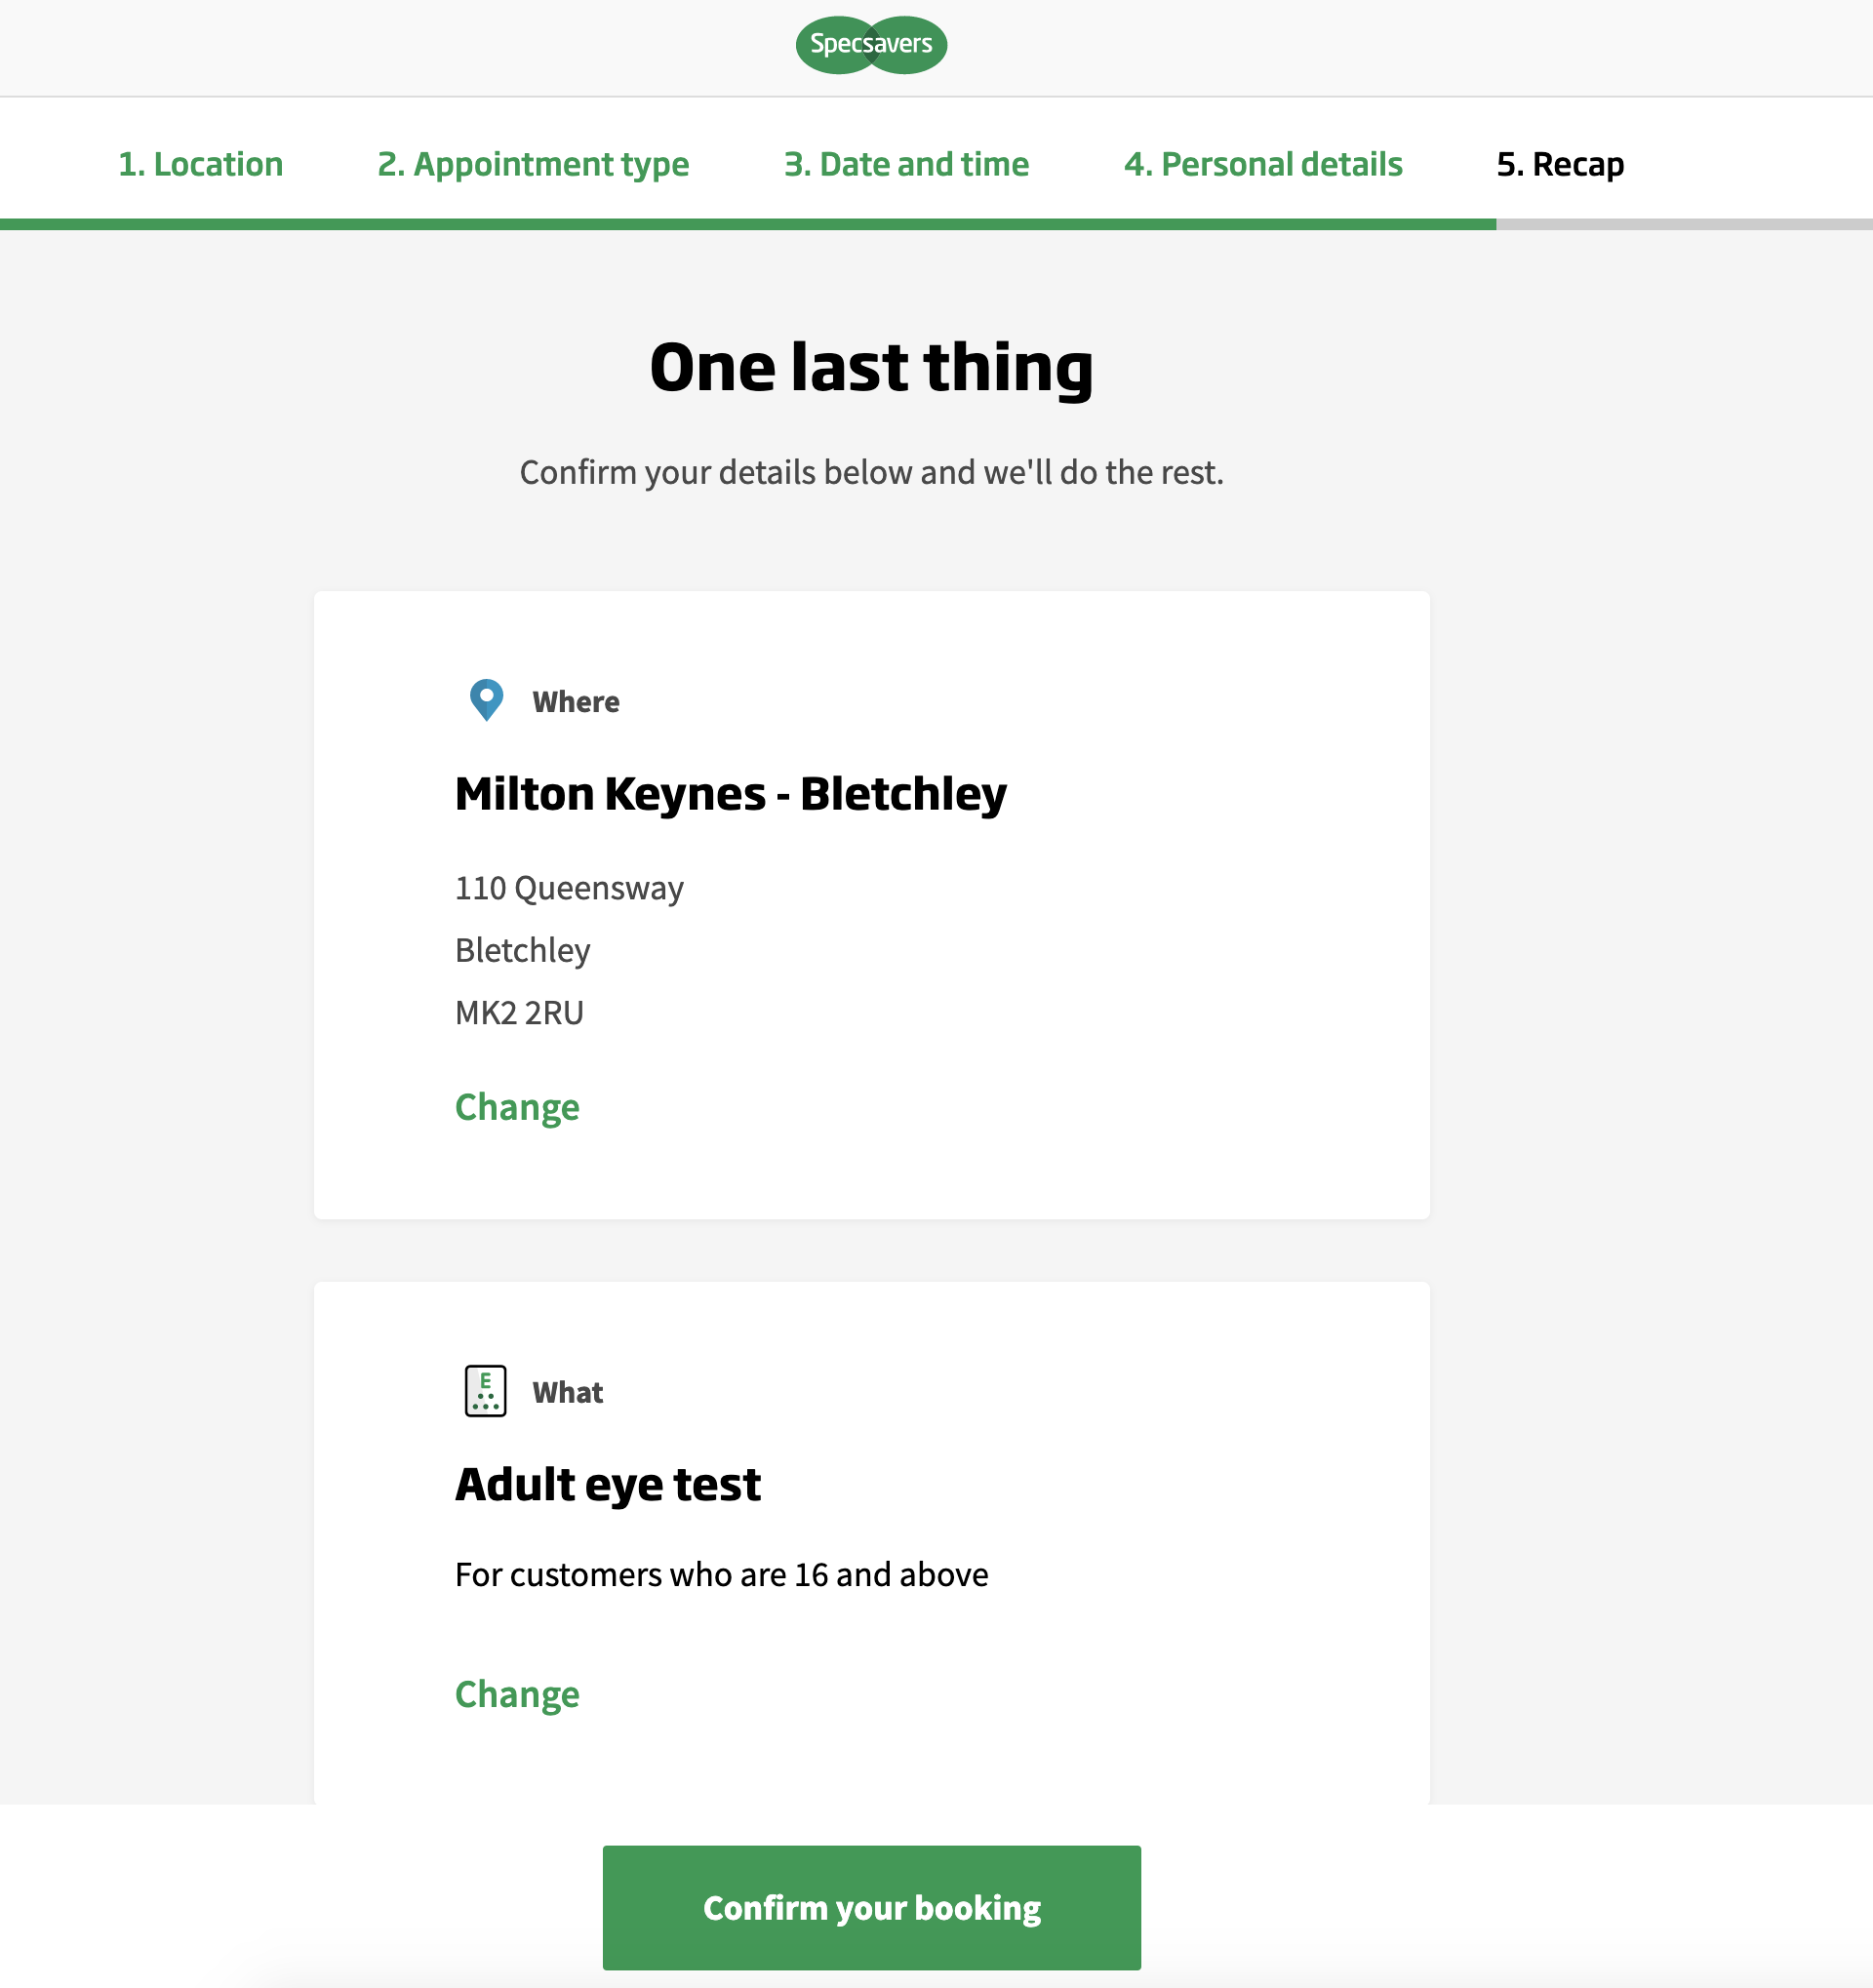 Specsavers
1. Location 2. Appointment type 3. Date and time 4. Personal details 5. Recap
One last thing
Confirm your details below and we'll do the rest.
Where
Milton Keynes - Bletchley
110 Queensway
Bletchley
MK2 2RU
Change
E
What
Adult eye test
For customers who are 16 and above
Change
Confirm your booking